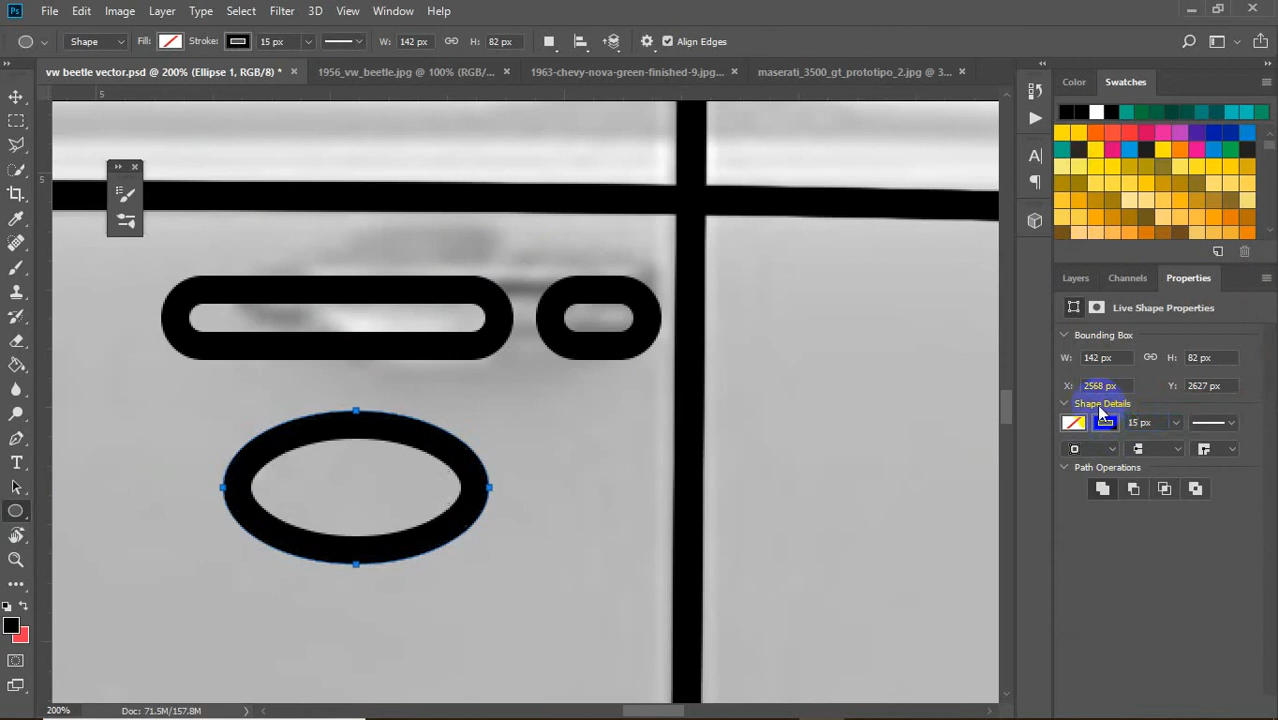 Ps File Edit Image Layer Type Select Filter 3D View Window Help
Shape Fill: Stroke: 15 px W: 142 px H: 82 px Align Edges
vw beetle vector.psd @ 200% (Ellipse 1, RGB/8) * × 1956_vw_beetle.jpg @ 100% (RGB/... × 1963-chevy-nova-green-finished-9.jpg... × maserati_3500_gt_prototipo_2.jpg @ 3... ×
Color Swatches
5
5
Layers Channels Properties
Live Shape Properties
Bounding Box
W: 142 px H: 82 px
X: 2568 px Y: 2627 px
Shape Details
15 px
Path Operations
200% Doc: 71.5M/157.8M